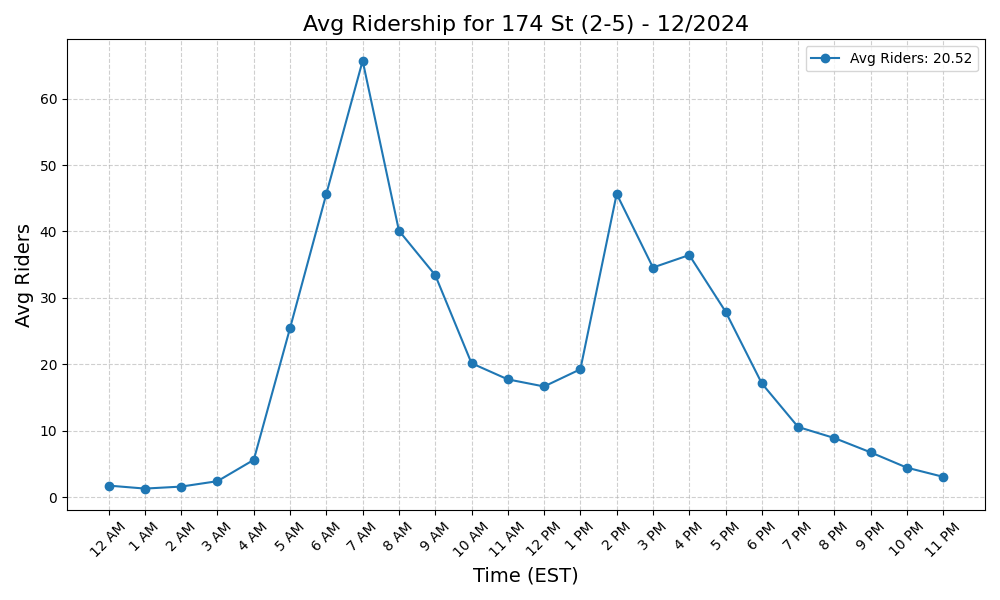 Avg Ridership for 174 St (2-5) - 12/2024
Avg Riders: 20.52
Avg Riders
60
50
40
30
20
10
0
12 AM
1 AM
2 AM
3 AM
4 AM
5 AM
6 AM
7 AM
8 AM
9 AM
10 AM
11 AM
12 PM
1 PM
2 PM
3 PM
4 PM
5 PM
6 PM
7 PM
8 PM
9 PM
10 PM
11 PM
Time (EST)